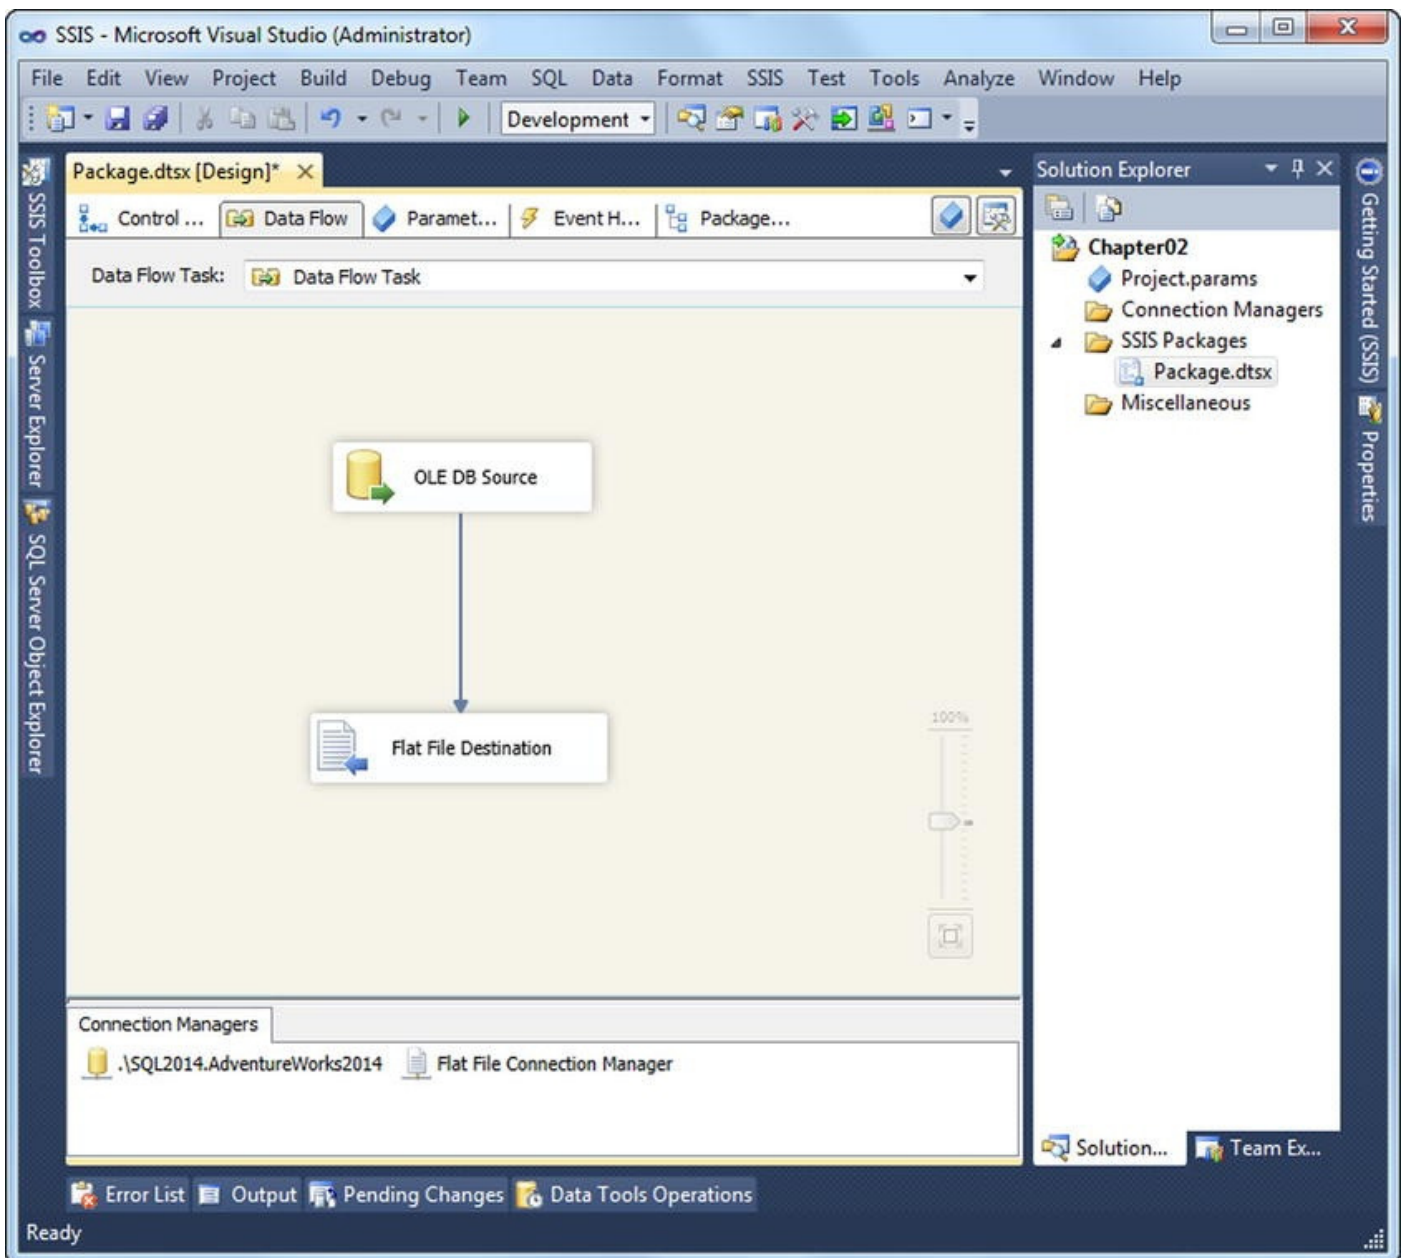 SSIS - Microsoft Visual Studio (Administrator)
File Edit View Project Build Debug Team SQL Data Format SSIS Test Tools Analyze Window Help
Development
Package.dtsx [Design]*
Control ... Data Flow Paramet... Event H... Package...
Data Flow Task: Data Flow Task
OLE DB Source
Flat File Destination
100%
Connection Managers
.\SQL2014.AdventureWorks2014 Flat File Connection Manager
Solution Explorer
Chapter02
Project.params
Connection Managers
SSIS Packages
Package.dtsx
Miscellaneous
Solution... Team Ex...
SSIS Toolbox
Server Explorer
SQL Server Object Explorer
Getting Started (SSIS)
Properties
Error List Output Pending Changes Data Tools Operations
Ready